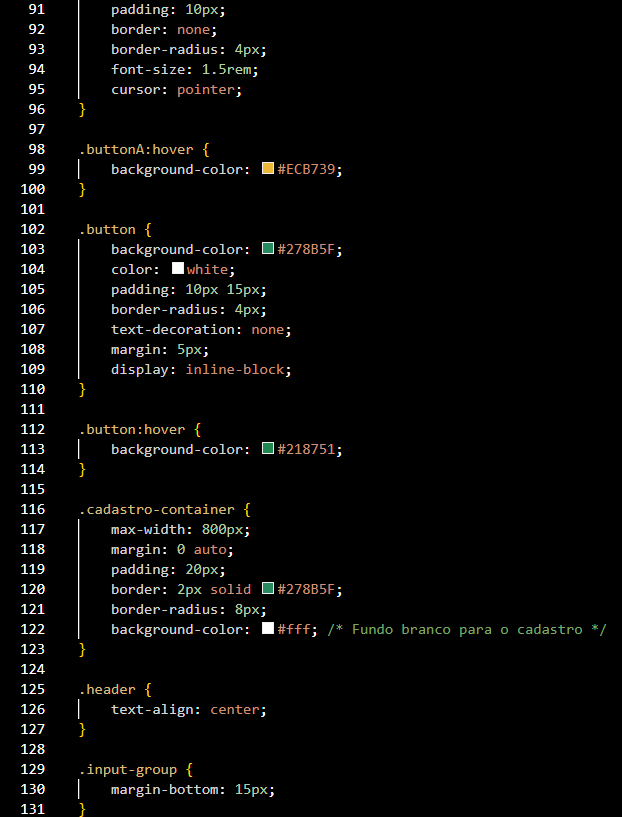 91 padding: 10px;
92 border: none;
93 border-radius: 4px;
94 font-size: 1.5rem;
95 cursor: pointer;
96 }
97
98 .buttonA:hover {
99 background-color: #ECB739;
100 }
101
102 .button {
103 background-color: #278B5F;
104 color: white;
105 padding: 10px 15px;
106 border-radius: 4px;
107 text-decoration: none;
108 margin: 5px;
109 display: inline-block;
110 }
111
112 .button:hover {
113 background-color: #218751;
114 }
115
116 .cadastro-container {
117 max-width: 800px;
118 margin: 0 auto;
119 padding: 20px;
120 border: 2px solid #278B5F;
121 border-radius: 8px;
122 background-color: #fff; /* Fundo branco para o cadastro */
123 }
124
125 .header {
126 text-align: center;
127 }
128
129 .input-group {
130 margin-bottom: 15px;
131 }